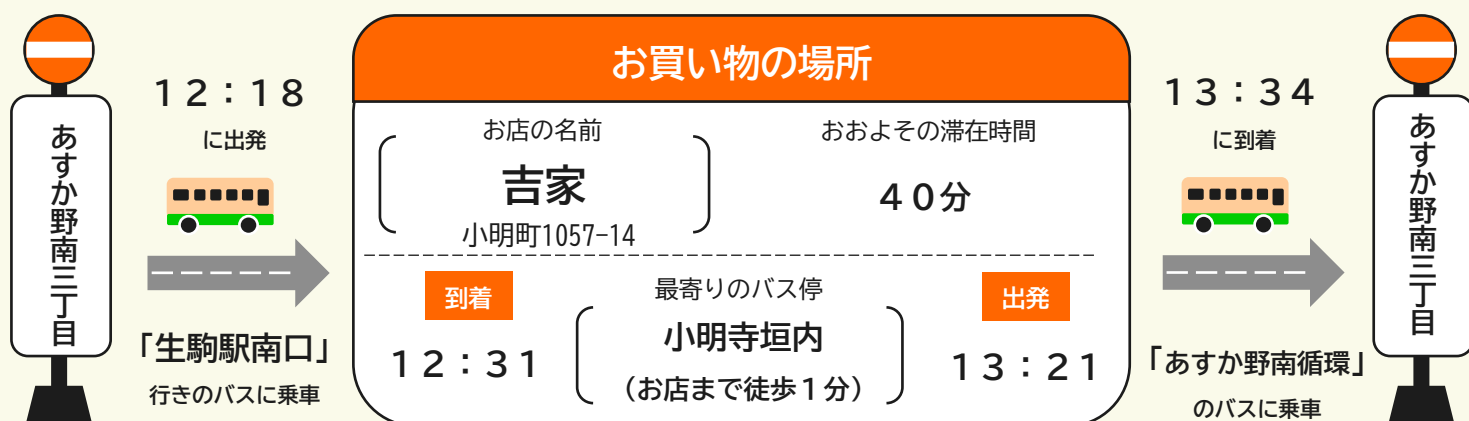 あすか野南三丁目
12：18
に出発
「生駒駅南口」
行きのバスに乗車
お買い物の場所
お店の名前
吉家
小明町1057-14
おおよその滞在時間
40分
到着
12：31
最寄りのバス停
小明寺垣内
（お店まで徒歩1分）
出発
13：21
13：34
に到着
「あすか野南循環」
のバスに乗車
あすか野南三丁目